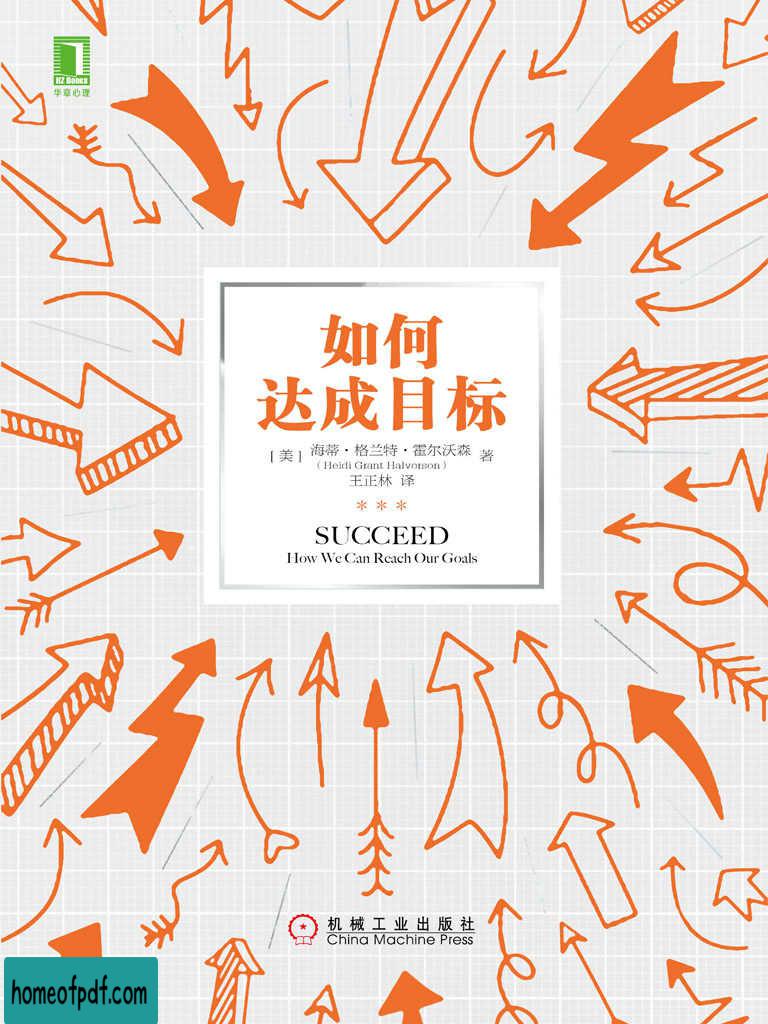 HZ Books
华章心理
如何
达成目标
[美] 海蒂·格兰特·霍尔沃森 著
(Heidi Grant Halvorson)
王正林 译
***
SUCCEED
How We Can Reach Our Goals
机械工业出版社
China Machine Press
homeofpdf.com